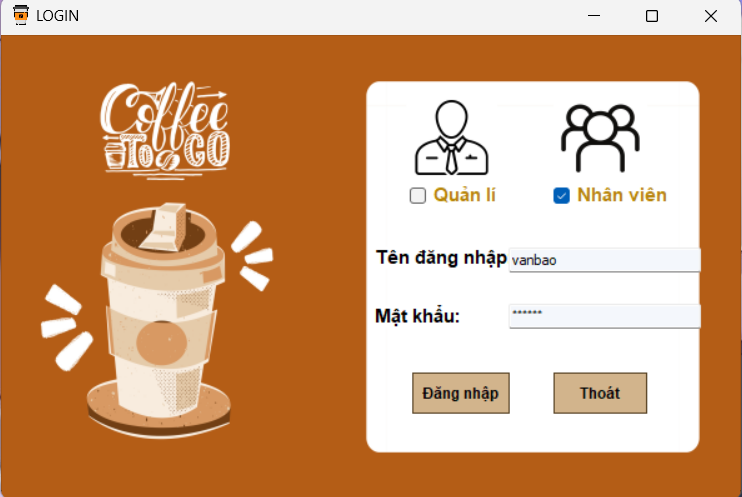 LOGIN
Coffee
To GO
Quản lí
Nhân viên
Tên đăng nhập
vanbao
Mật khẩu:
******
Đăng nhập
Thoát